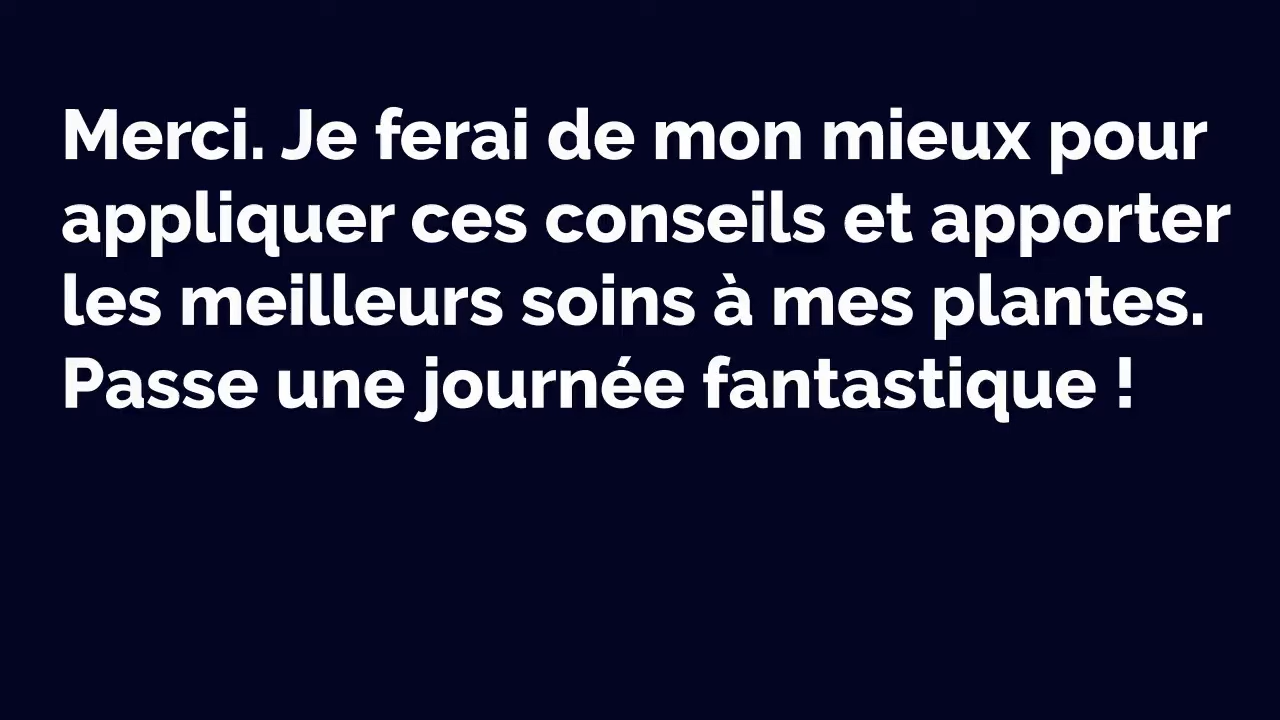 Merci. Je ferai de mon mieux pour
appliquer ces conseils et apporter
les meilleurs soins à mes plantes.
Passe une journée fantastique !